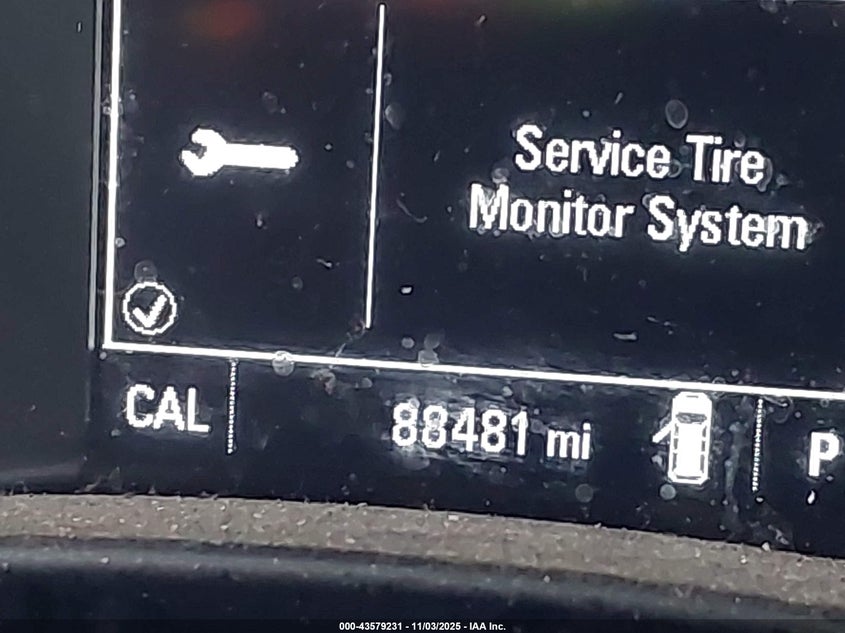 Service Tire
Monitor System
CAL
88481 mi
P
000-43579231 - 11/03/2025 - IAA Inc.